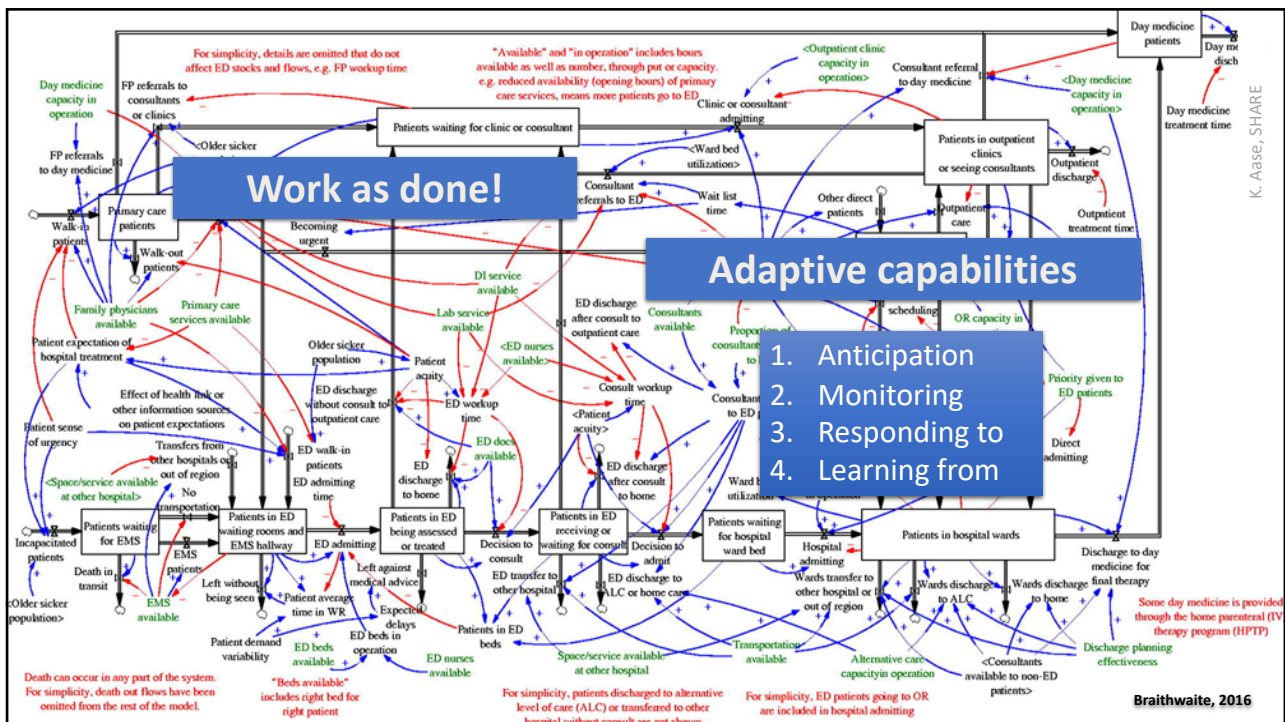 Day medicine
patients
Day me
disch
For simplicity, details are omitted that do not
affect ED stocks and flows, e.g. FP workup time
"Available" and "in operation" includes hours
available as well as number, through put or capacity.
e.g. reduced availability (opening hours) of primary
care services, means more patients go to ED
<Outpatient clinic
capacity in
operation>
Consultant referral
to day medicine
<Day medicine
capacity in
operation>
Day medicine
treatment time
K. Aase, SHARE
Day medicine
capacity in
operation
FP referrals to
consultants
or clinics
Patients waiting for clinic or consultant
Clinic or consultant
admitting
Patients in outpatient
clinics
or seeing consultants
Outpatient
discharge
Outpatient
treatment time
FP referrals
to day medicine
<Older sicker
<Ward bed
utilization>
Work as done!
Consultant
referrals to ED
Wait list
time
Other direct
patients
Outpatient
care
Walk-in
patients
Primary care
patients
Walk-out
patients
Becoming
urgent
Adaptive capabilities
DI service
available
Lab service
available
ED discharge
after consult to
outpatient care
Consultants
available
scheduling
OR capacity in
Family physicians
available
Primary care
services available
<ED nurses
available>
Proportion of
consultants
to
1. Anticipation
2. Monitoring
3. Responding to
4. Learning from
Patient expectation of
hospital treatment
Older sicker
population
Patient
acuity
Consult workup
time
Consultant
to ED p
Priority given to
ED patients
Direct
admitting
Effect of health link or
other information sources
on patient expectations
ED discharge
without consult to
outpatient care
ED workup
time
<Patient
acuity>
Patient sense
of urgency
Transfers from
other hospitals or
out of region
ED walk-in
patients
ED docs
available
ED
discharge
to home
ED discharge
after consult
to home
Ward b
utilization
in operation
<Space/service available
at other hospital>
No
transportation
ED admitting
time
Incapacitated
patients
Patients waiting
for EMS
EMS
patients
Patients in ED
waiting rooms and
EMS hallway
ED admitting
Patients in ED
being assessed
or treated
Decision to
consult
Patients in ED
receiving or
waiting for consult
Decision to
admit
Patients waiting
for hospital
ward bed
Hospital
admitting
Patients in hospital wards
Discharge to day
medicine for
final therapy
Death in
transit
<Older sicker
population>
EMS
available
Left without
being seen
Patient average
time in WR
Left against
medical advice
Expected
delays
ED transfer to
other hospital
ED discharge to
ALC or home care
Wards transfer to
other hospital or
out of region
Wards discharge
to ALC
Wards discharge
to home
Patient demand
variability
ED beds in
operation
Patients in ED
beds
Some day medicine is provided
through the home parenteral (IV
therapy program (HPTP)
ED beds
available
ED nurses
available
Space/service available
at other hospital
Transportation
available
Alternative care
capacityin operation
<Consultants
available to non-ED
patients>
Discharge planning
effectiveness
Death can occur in any part of the system.
For simplicity, death out flows have been
omitted from the rest of the model.
"Beds available"
includes right bed for
right patient
For simplicity, patients discharged to alternative
level of care (ALC) or transferred to other
hospital without consult are not shown
For simplicity, ED patients going to OR
are included in hospital admitting
Braithwaite, 2016